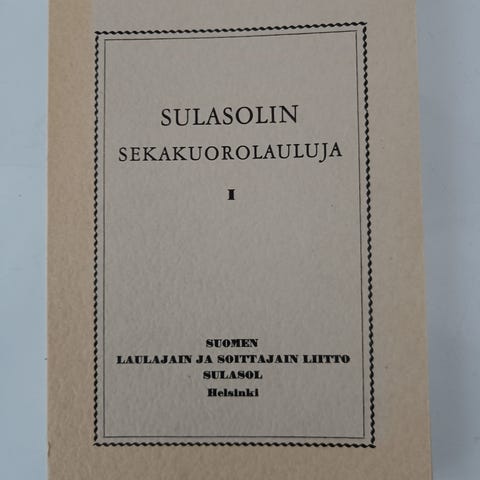 SULASOLIN
SEKAKUOROLAULUJA
I
SUOMEN
LAULAJAIN JA SOITTAJAIN LIITTO
SULASOL
Helsinki